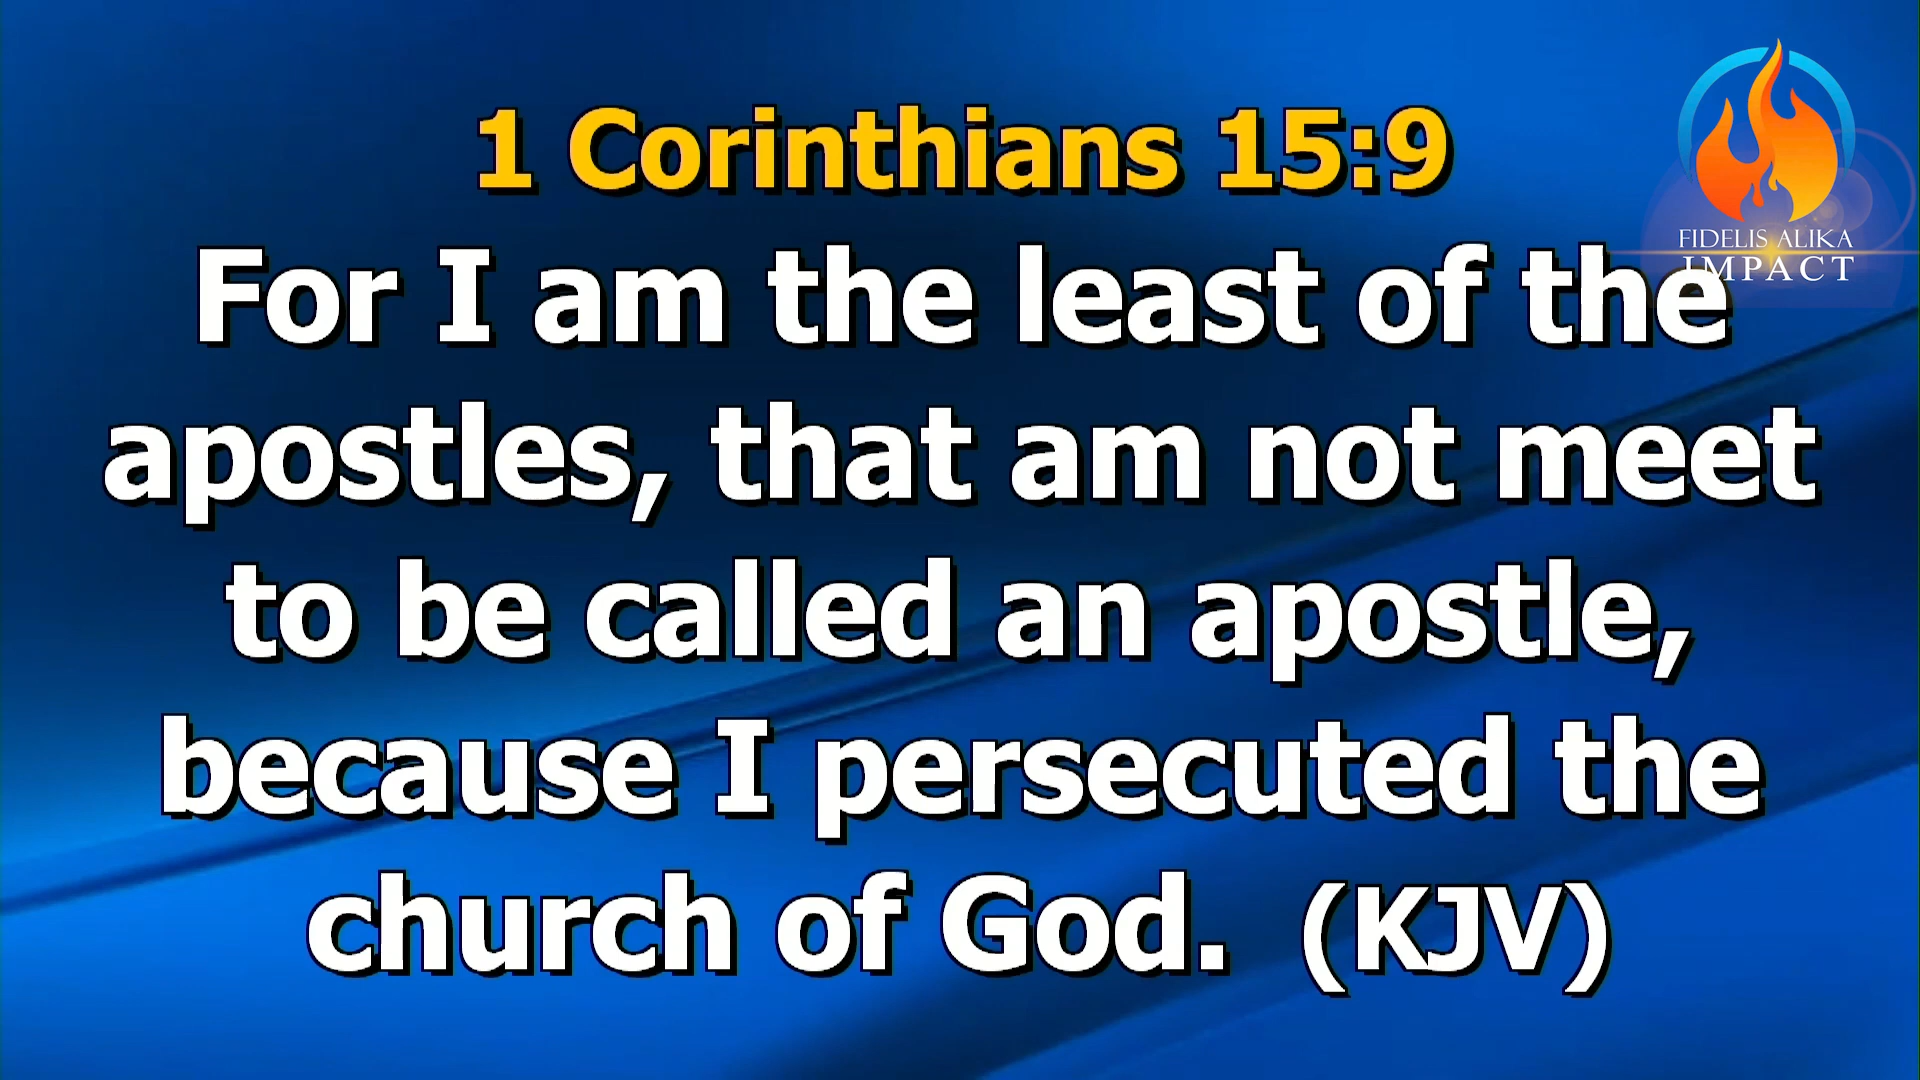 1 Corinthians 15:9
FIDELIS ALIKA
IMPACT
For I am the least of the
apostles, that am not meet
to be called an apostle,
because I persecuted the
church of God. (KJV)